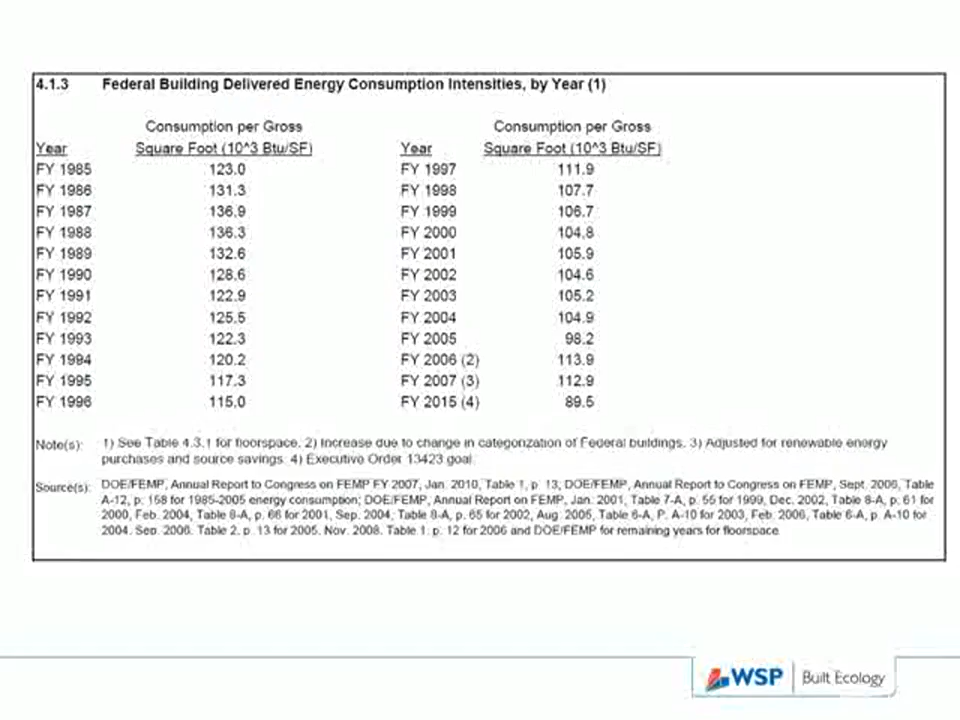 4.1.3 Federal Building Delivered Energy Consumption Intensities, by Year (1)
Consumption per Gross Consumption per Gross
Year Square Foot (10^3 Btu/SF) Year Square Foot (10^3 Btu/SF)
FY 1985 123.0 FY 1997 111.9
FY 1986 131.3 FY 1998 107.7
FY 1987 136.9 FY 1999 106.7
FY 1988 136.3 FY 2000 104.8
FY 1989 132.6 FY 2001 105.9
FY 1990 128.6 FY 2002 104.6
FY 1991 122.9 FY 2003 105.2
FY 1992 125.5 FY 2004 104.9
FY 1993 122.3 FY 2005 98.2
FY 1994 120.2 FY 2006 (2) 113.9
FY 1995 117.3 FY 2007 (3) 112.9
FY 1996 115.0 FY 2015 (4) 89.5
Note(s): 1) See Table 4.3.1 for floorspace. 2) Increase due to change in categorization of Federal buildings. 3) Adjusted for renewable energy
purchases and source savings. 4) Executive Order 13423 goal.
Source(s): DOE/FEMP, Annual Report to Congress on FEMP FY 2007, Jan. 2010, Table 1, p. 13; DOE/FEMP, Annual Report to Congress on FEMP, Sept. 2006, Table
A-12, p. 158 for 1985-2005 energy consumption; DOE/FEMP, Annual Report on FEMP, Jan. 2001, Table 7-A, p. 55 for 1999, Dec. 2002, Table 8-A, p. 61 for
2000, Feb. 2004, Table 8-A, p. 66 for 2001, Sep. 2004, Table 8-A, p. 65 for 2002, Aug. 2005, Table 6-A, P. A-10 for 2003, Feb. 2006, Table 6-A, p. A-10 for
2004, Sep. 2006, Table 2, p. 13 for 2005, Nov. 2008, Table 1, p. 12 for 2006 and DOE/FEMP for remaining years for floorspace.
WSP Built Ecology